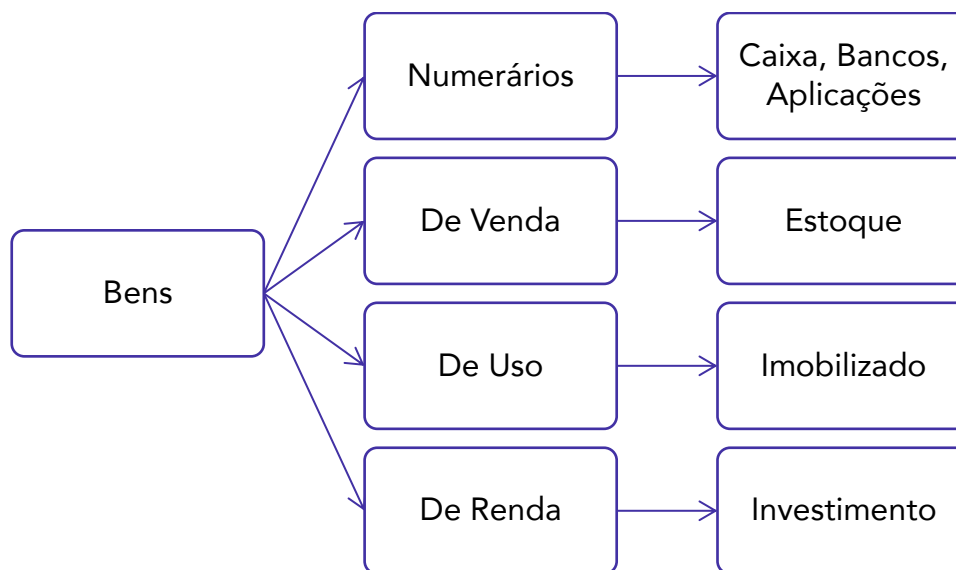 Bens
Numerários
Caixa, Bancos,
Aplicações
De Venda
Estoque
De Uso
Imobilizado
De Renda
Investimento